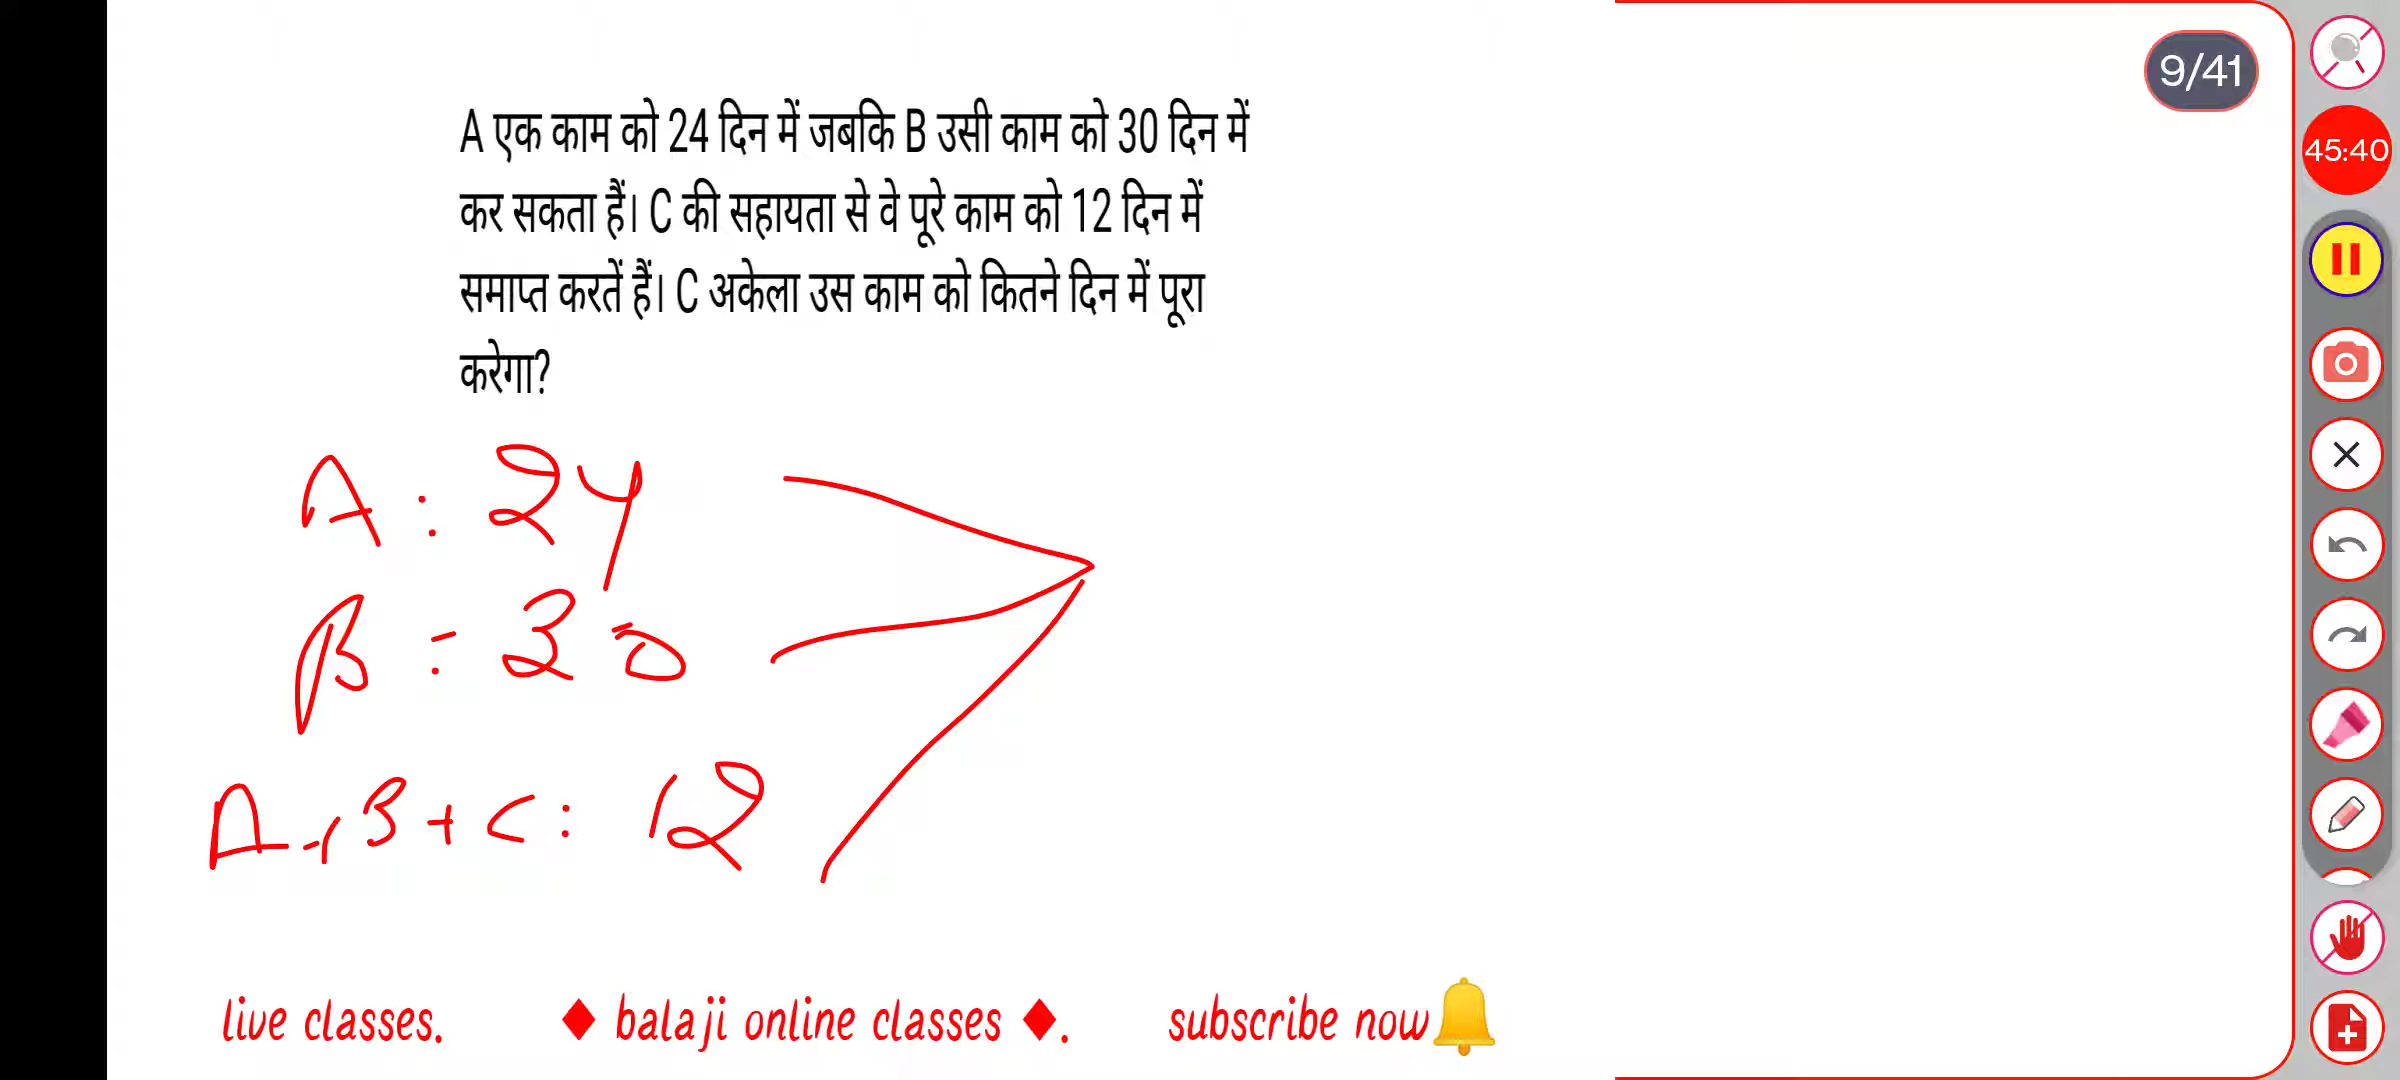 9/41
45:40
A एक काम को 24 दिन में जबकि B उसी काम को 30 दिन में
कर सकता हैं। C की सहायता से वे पूरे काम को 12 दिन में
समाप्त करतें हैं। C अकेला उस काम को कितने दिन में पूरा
करेगा?
A : 24
B : 30
A+B+C: 12
live classes. ♦ balaji online classes ♦. subscribe now🔔